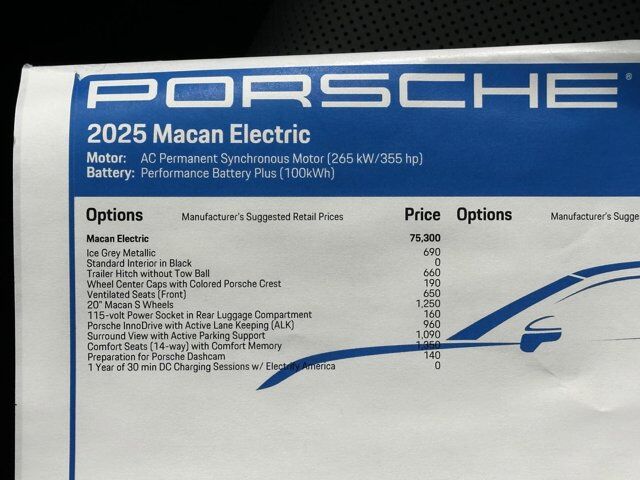 PORSCHE®
2025 Macan Electric
Motor: AC Permanent Synchronous Motor (265 kW/355 hp)
Battery: Performance Battery Plus (100kWh)
Options Manufacturer's Suggested Retail Prices Price Options Manufacturer's Sugge
Macan Electric 75,300
Ice Grey Metallic 690
Standard Interior in Black 0
Trailer Hitch without Tow Ball 660
Wheel Center Caps with Colored Porsche Crest 190
Ventilated Seats (Front) 650
20" Macan S Wheels 1,250
115-volt Power Socket in Rear Luggage Compartment 160
Porsche InnoDrive with Active Lane Keeping (ALK) 960
Surround View with Active Parking Support 1,090
Comfort Seats (14-way) with Comfort Memory 1,350
Preparation for Porsche Dashcam 140
1 Year of 30 min DC Charging Sessions w/ Electrify America 0